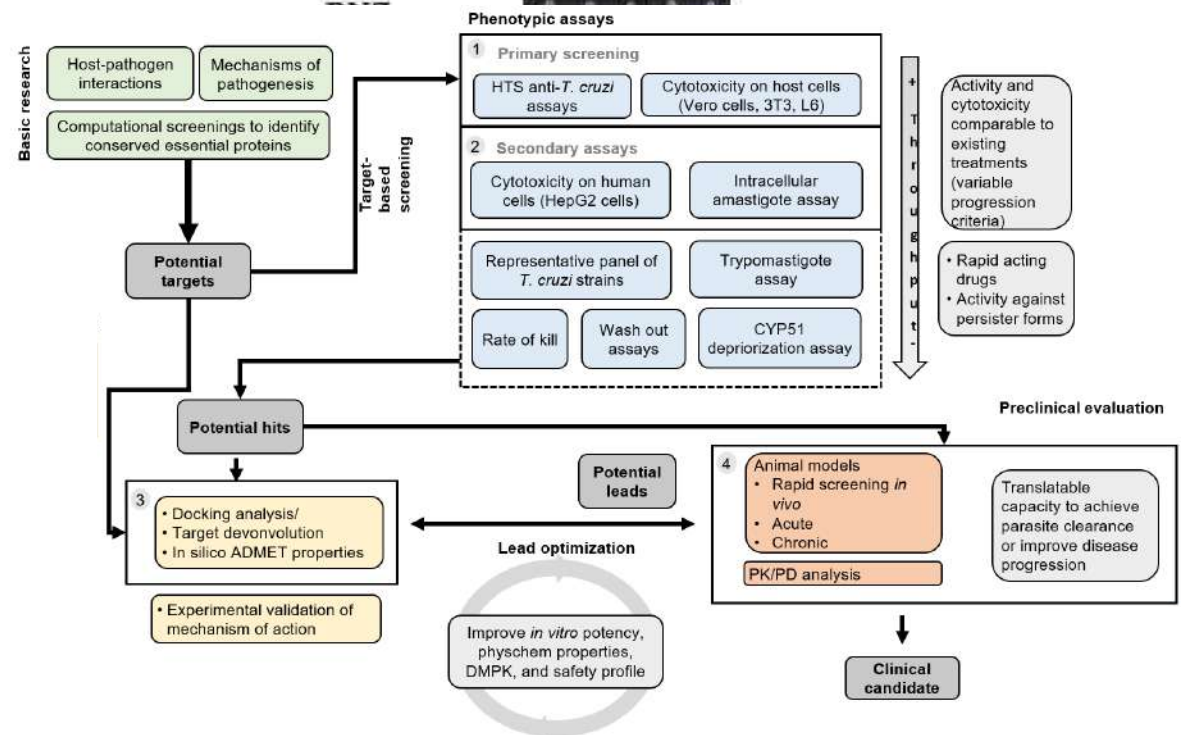 Phenotypic assays
Basic research
Host-pathogen
interactions
Mechanisms of
pathogenesis
Computational screenings to identify
conserved essential proteins
Target-
based
screening
Potential
targets
1 Primary screening
HTS anti-T. cruzi
assays
Cytotoxicity on host cells
(Vero cells, 3T3, L6)
2 Secondary assays
Cytotoxicity on human
cells (HepG2 cells)
Intracellular
amastigote assay
Representative panel of
T. cruzi strains
Trypomastigote
assay
Rate of kill
Wash out
assays
CYP51
depriorization assay
+ Throughput -
Activity and
cytotoxicity
comparable to
existing
treatments
(variable
progression
criteria)
• Rapid acting
drugs
• Activity against
persister forms
Potential hits
Preclinical evaluation
3
• Docking analysis/
• Target devonvolution
• In silico ADMET properties
• Experimental validation of
mechanism of action
Potential
leads
Lead optimization
Improve in vitro potency,
physchem properties,
DMPK, and safety profile
4
Animal models
• Rapid screening in
vivo
• Acute
• Chronic
PK/PD analysis
Translatable
capacity to achieve
parasite clearance
or improve disease
progression
Clinical
candidate